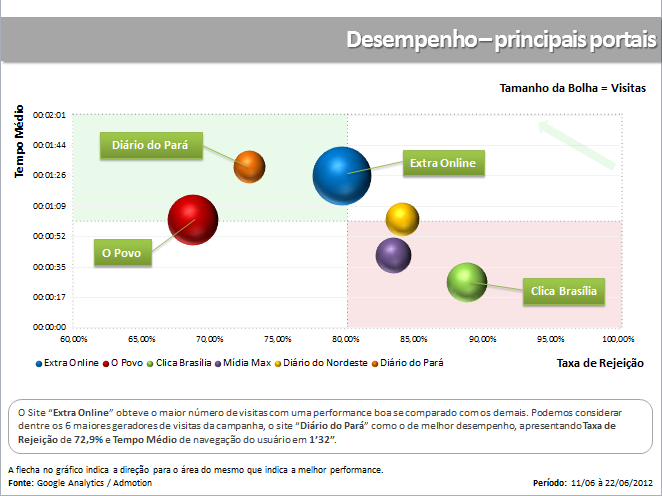 Desempenho – principais portais
Tamanho da Bolha = Visitas
Tempo Médio
00:02:01
00:01:44
00:01:26
00:01:09
00:00:52
00:00:35
00:00:17
00:00:00
Diário do Pará
Extra Online
O Povo
Clica Brasília
60,00% 65,00% 70,00% 75,00% 80,00% 85,00% 90,00% 95,00% 100,00%
Extra Online O Povo Clica Brasília Mídia Max Diário do Nordeste Diário do Pará
Taxa de Rejeição
O Site “Extra Online” obteve o maior número de visitas com uma performance boa se comparado com os demais. Podemos considerar
dentre os 6 maiores geradores de visitas da campanha, o site “Diário do Pará” como o de melhor desempenho, apresentando Taxa de
Rejeição de 72,9% e Tempo Médio de navegação do usuário em 1’32”.
A flecha no gráfico indica a direção para o área do mesmo que indica a melhor performance.
Fonte: Google Analytics / Admotion
Período: 11/06 à 22/06/2012